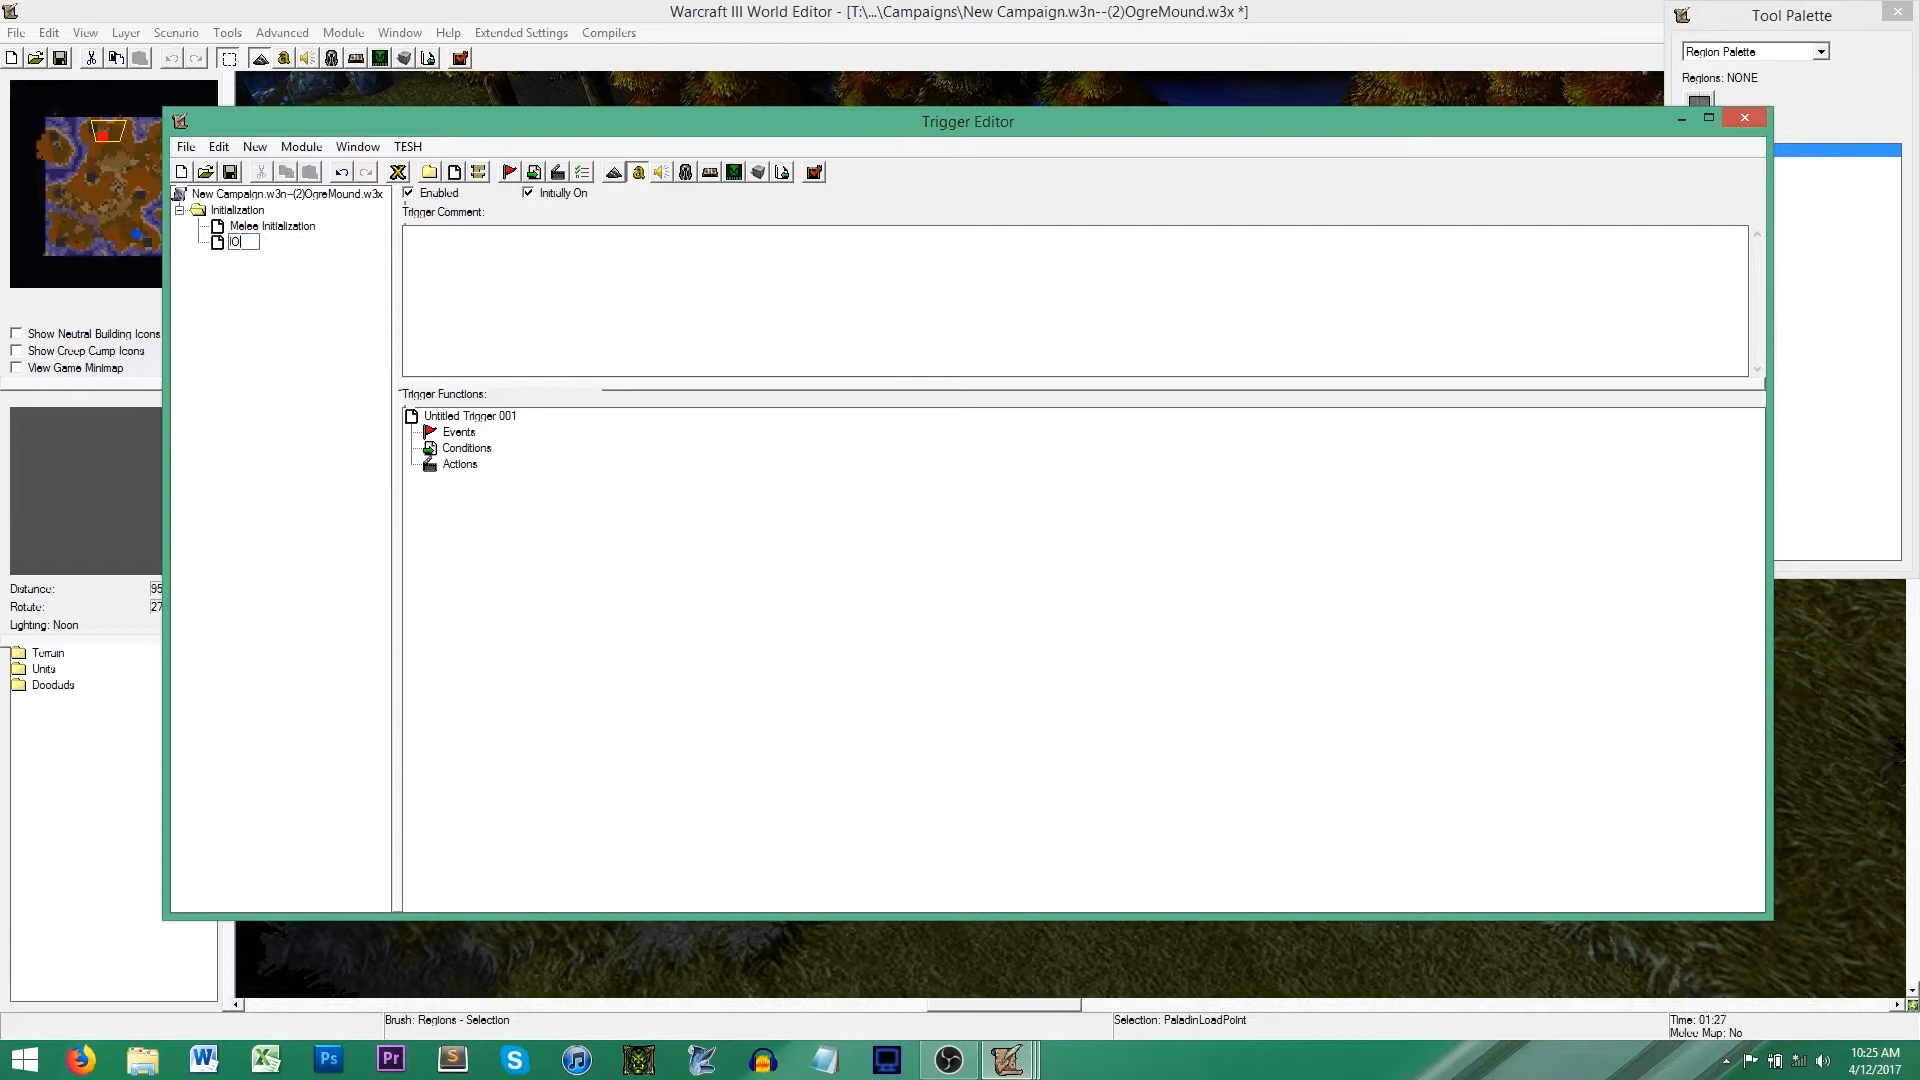 Warcraft III World Editor - [T:\...\Campaigns\New Campaign.w3n--(2)OgreMound.w3x *]
Tool Palette
File Edit View Layer Scenario Tools Advanced Module Window Help Extended Settings Compilers
Region Palette
Regions: NONE
Trigger Editor
File Edit New Module Window TESH
New Campaign.w3n--(2)OgreMound.w3x
Initialization
Melee Initialization
IO
Enabled
Initially On
Trigger Comment:
Show Neutral Building Icons
Show Creep Camp Icons
View Game Minimap
Trigger Functions:
Untitled Trigger 001
Events
Conditions
Actions
Distance: 95
Rotate: 27
Lighting: Noon
Terrain
Units
Doodads
Brush: Regions - Selection
Selection: PaladinLoadPoint
Time: 01:27
Melee Map: No
W
X
Ps
Pr
S
S
10:25 AM
4/12/2017